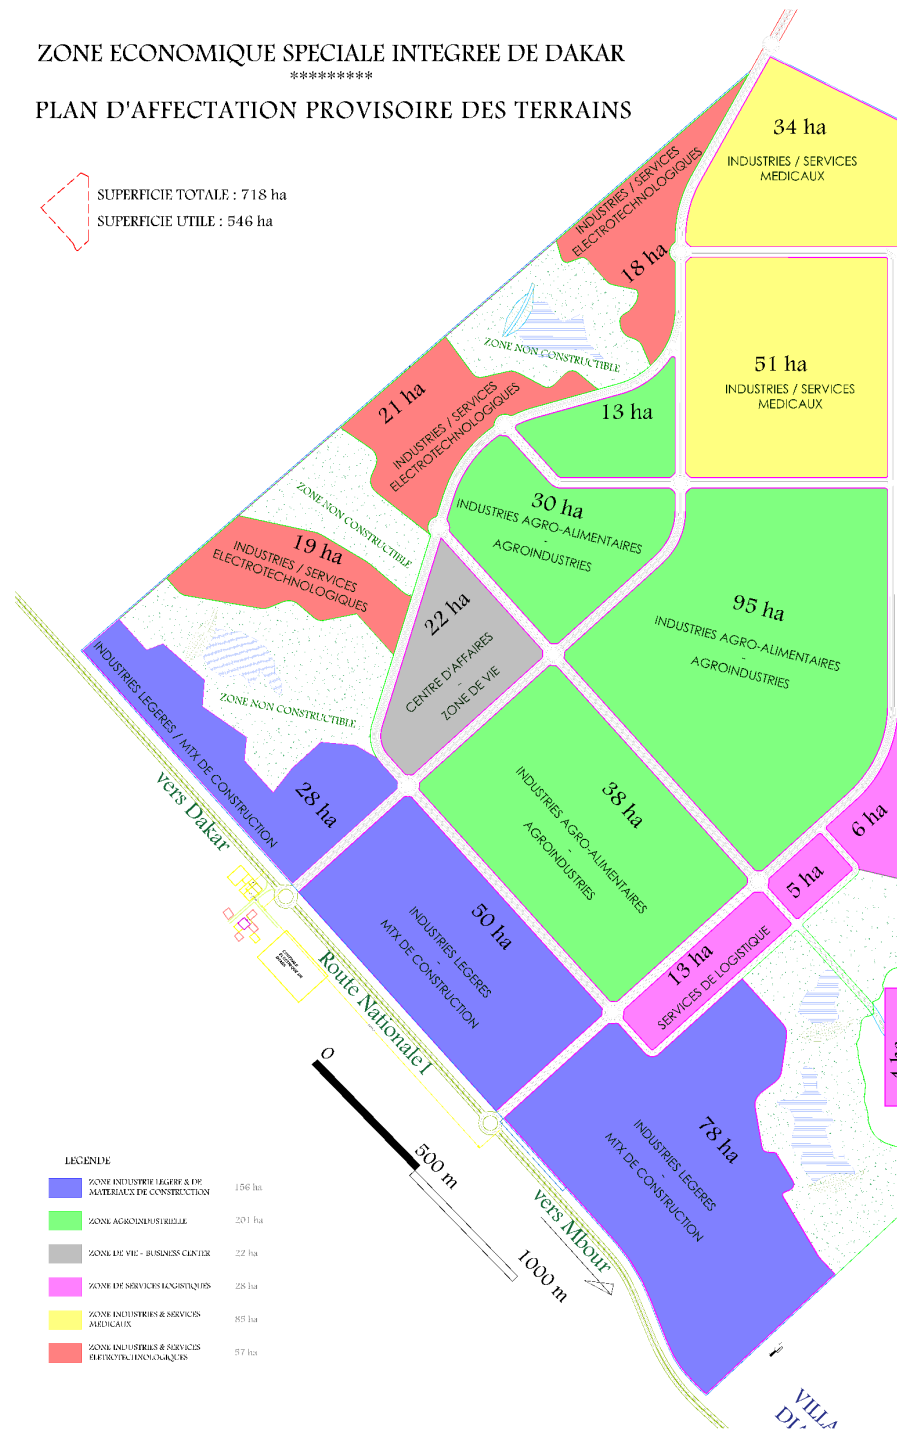 ZONE ECONOMIQUE SPECIALE INTEGREE DE DAKAR
*********
PLAN D'AFFECTATION PROVISOIRE DES TERRAINS
SUPERFICIE TOTALE : 718 ha
SUPERFICIE UTILE : 546 ha
34 ha
INDUSTRIES / SERVICES
MEDICAUX
INDUSTRIES / SERVICES
ELECTROTECHNOLOGIQUES
18 ha
ZONE NON CONSTRUCTIBLE
51 ha
INDUSTRIES / SERVICES
MEDICAUX
21 ha
INDUSTRIES / SERVICES
ELECTROTECHNOLOGIQUES
13 ha
ZONE NON CONSTRUCTIBLE
30 ha
INDUSTRIES AGRO-ALIMENTAIRES
-
AGROINDUSTRIES
19 ha
INDUSTRIES / SERVICES
ELECTROTECHNOLOGIQUES
22 ha
CENTRE D'AFFAIRES
-
ZONE DE VIE
95 ha
INDUSTRIES AGRO-ALIMENTAIRES
-
AGROINDUSTRIES
ZONE NON CONSTRUCTIBLE
INDUSTRIES LEGERES / MTX DE CONSTRUCTION
28 ha
38 ha
INDUSTRIES AGRO-ALIMENTAIRES
-
AGROINDUSTRIES
6 ha
5 ha
vers Dakar
50 ha
INDUSTRIES LEGERES
-
MTX DE CONSTRUCTION
13 ha
SERVICES DE LOGISTIQUE
Route Nationale I
78 ha
INDUSTRIES LEGERES
-
MTX DE CONSTRUCTION
0
500 m
1000 m
vers Mbour
LEGENDE
ZONE INDUSTRIE LEGERE & DE
MATERIAUX DE CONSTRUCTION
156 ha
ZONE AGROINDUSTRIELLE
201 ha
ZONE DE VIE - BUSINESS CENTER
22 ha
ZONE DE SERVICES LOGISTIQUES
28 ha
ZONE INDUSTRIES & SERVICES
MEDICAUX
85 ha
ZONE INDUSTRIES & SERVICES
ELETROTECHNOLOGIQUES
57 ha